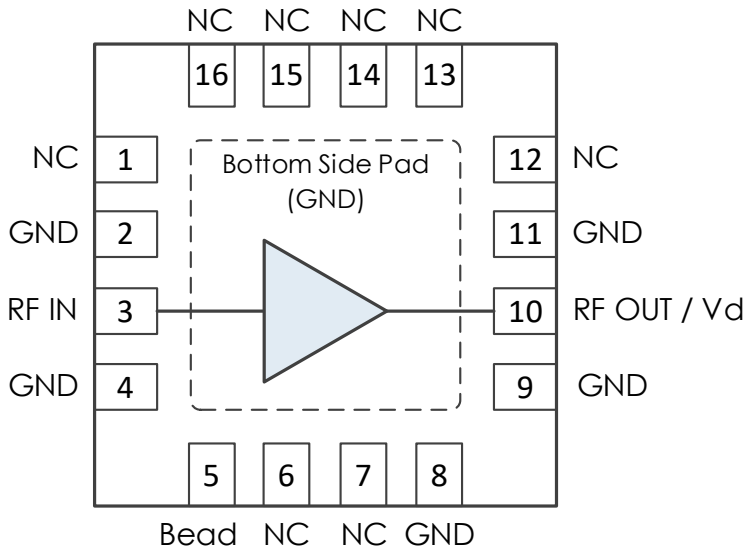 NC NC NC NC
16 15 14 13
NC 1 Bottom Side Pad 12 NC
(GND)
GND 2 11 GND
RF IN 3 10 RF OUT / Vd
GND 4 9 GND
5 6 7 8
Bead NC NC GND